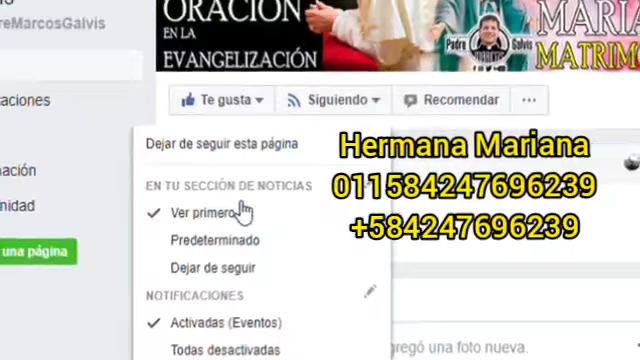 ORACIÓN
EN LA
EVANGELIZACIÓN
MARIA
MATRIMO
Padre
Galvis
reMarcosGalvis
Te gusta
Siguiendo
Recomendar
...
aciones
Dejar de seguir esta página
Hermana Mariana
011584247696239
+584247696239
mación
EN TU SECCIÓN DE NOTICIAS
nidad
Ver primero
Predeterminado
una página
Dejar de seguir
NOTIFICACIONES
Activadas (Eventos)
Todas desactivadas
gregó una foto nueva.